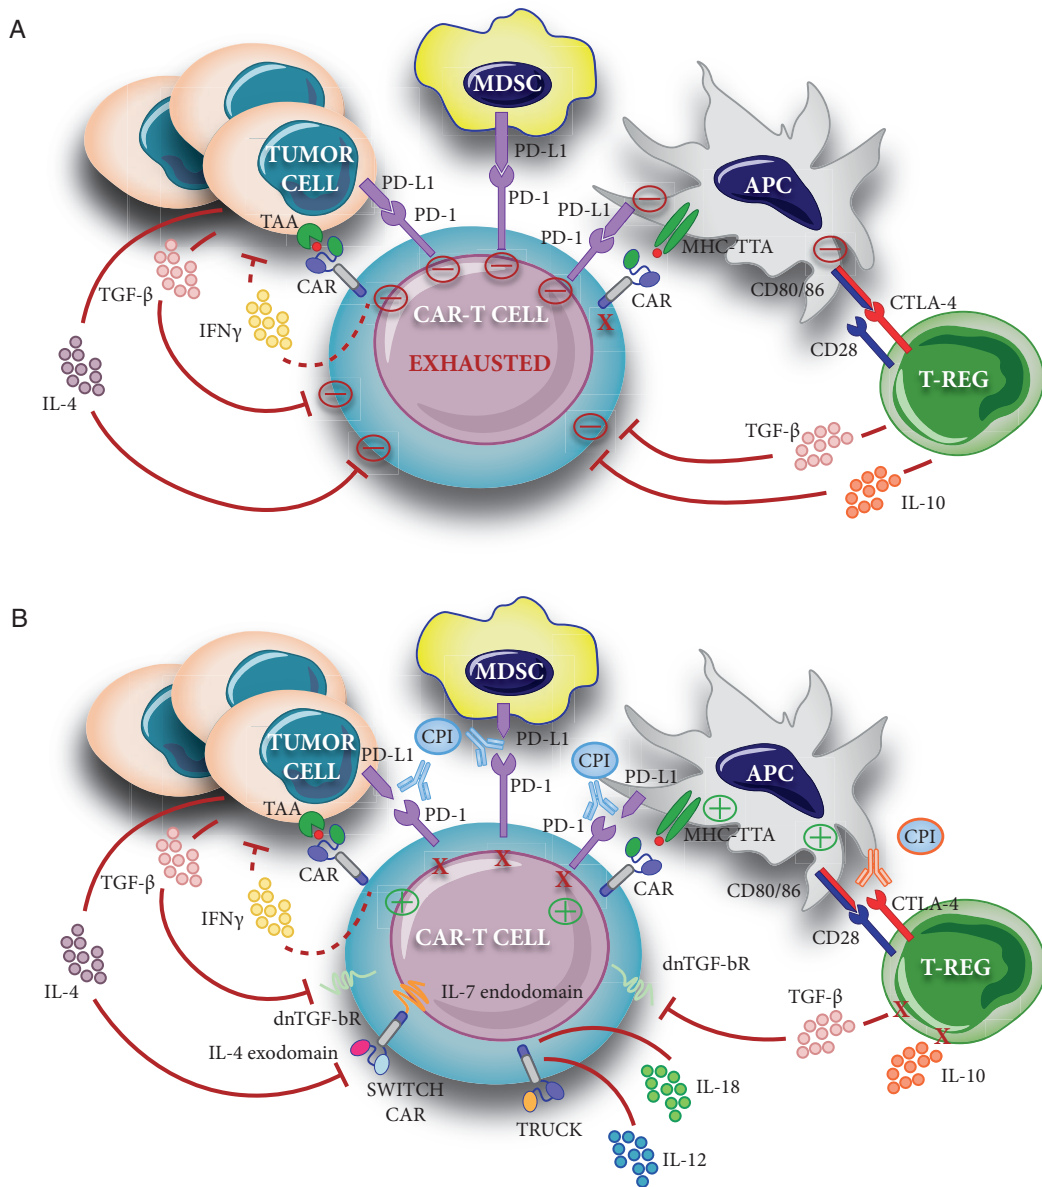 A
MDSC
TUMOR
CELL
PD-L1
PD-L1
PD-1
PD-1
APC
PD-L1
PD-1
TAA
MHC-TTA
CAR
CAR
TGF-β
IFNγ
CD80/86
CTLA-4
CD28
CAR-T CELL
X
EXHAUSTED
T-REG
IL-4
TGF-β
IL-10
B
MDSC
TUMOR
CELL
CPI
PD-L1
PD-L1
CPI
PD-L1
APC
PD-1
TAA
PD-1
PD-1
MHC-TTA
CPI
CAR
X
X
X
CAR
CD80/86
CTLA-4
TGF-β
IFNγ
CAR-T CELL
CD28
T-REG
dnTGF-bR
IL-4
IL-7 endodomain
TGF-β
X
dnTGF-bR
X
IL-4 exodomain
IL-10
SWITCH
CAR
IL-18
TRUCK
IL-12